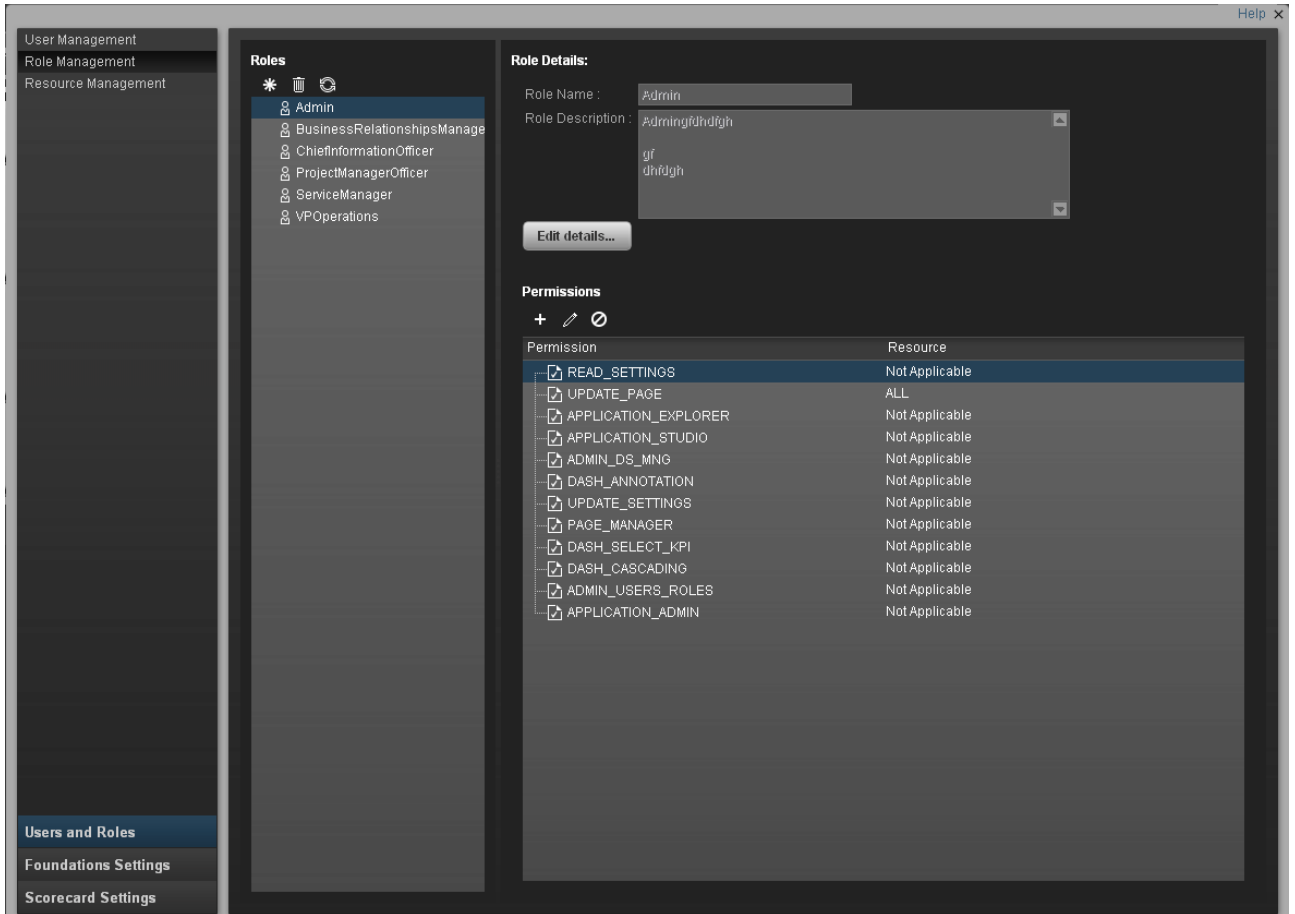 Help
User Management
Role Management
Resource Management
Users and Roles
Foundations Settings
Scorecard Settings
Roles
Admin
BusinessRelationshipsManage
ChiefInformationOfficer
ProjectManagerOfficer
ServiceManager
VPOperations
Role Details:
Role Name : Admin
Role Description : Admingfdhdfgh
gf
dhfdgh
Edit details...
Permissions
Permission Resource
READ_SETTINGS Not Applicable
UPDATE_PAGE ALL
APPLICATION_EXPLORER Not Applicable
APPLICATION_STUDIO Not Applicable
ADMIN_DS_MNG Not Applicable
DASH_ANNOTATION Not Applicable
UPDATE_SETTINGS Not Applicable
PAGE_MANAGER Not Applicable
DASH_SELECT_KPI Not Applicable
DASH_CASCADING Not Applicable
ADMIN_USERS_ROLES Not Applicable
APPLICATION_ADMIN Not Applicable